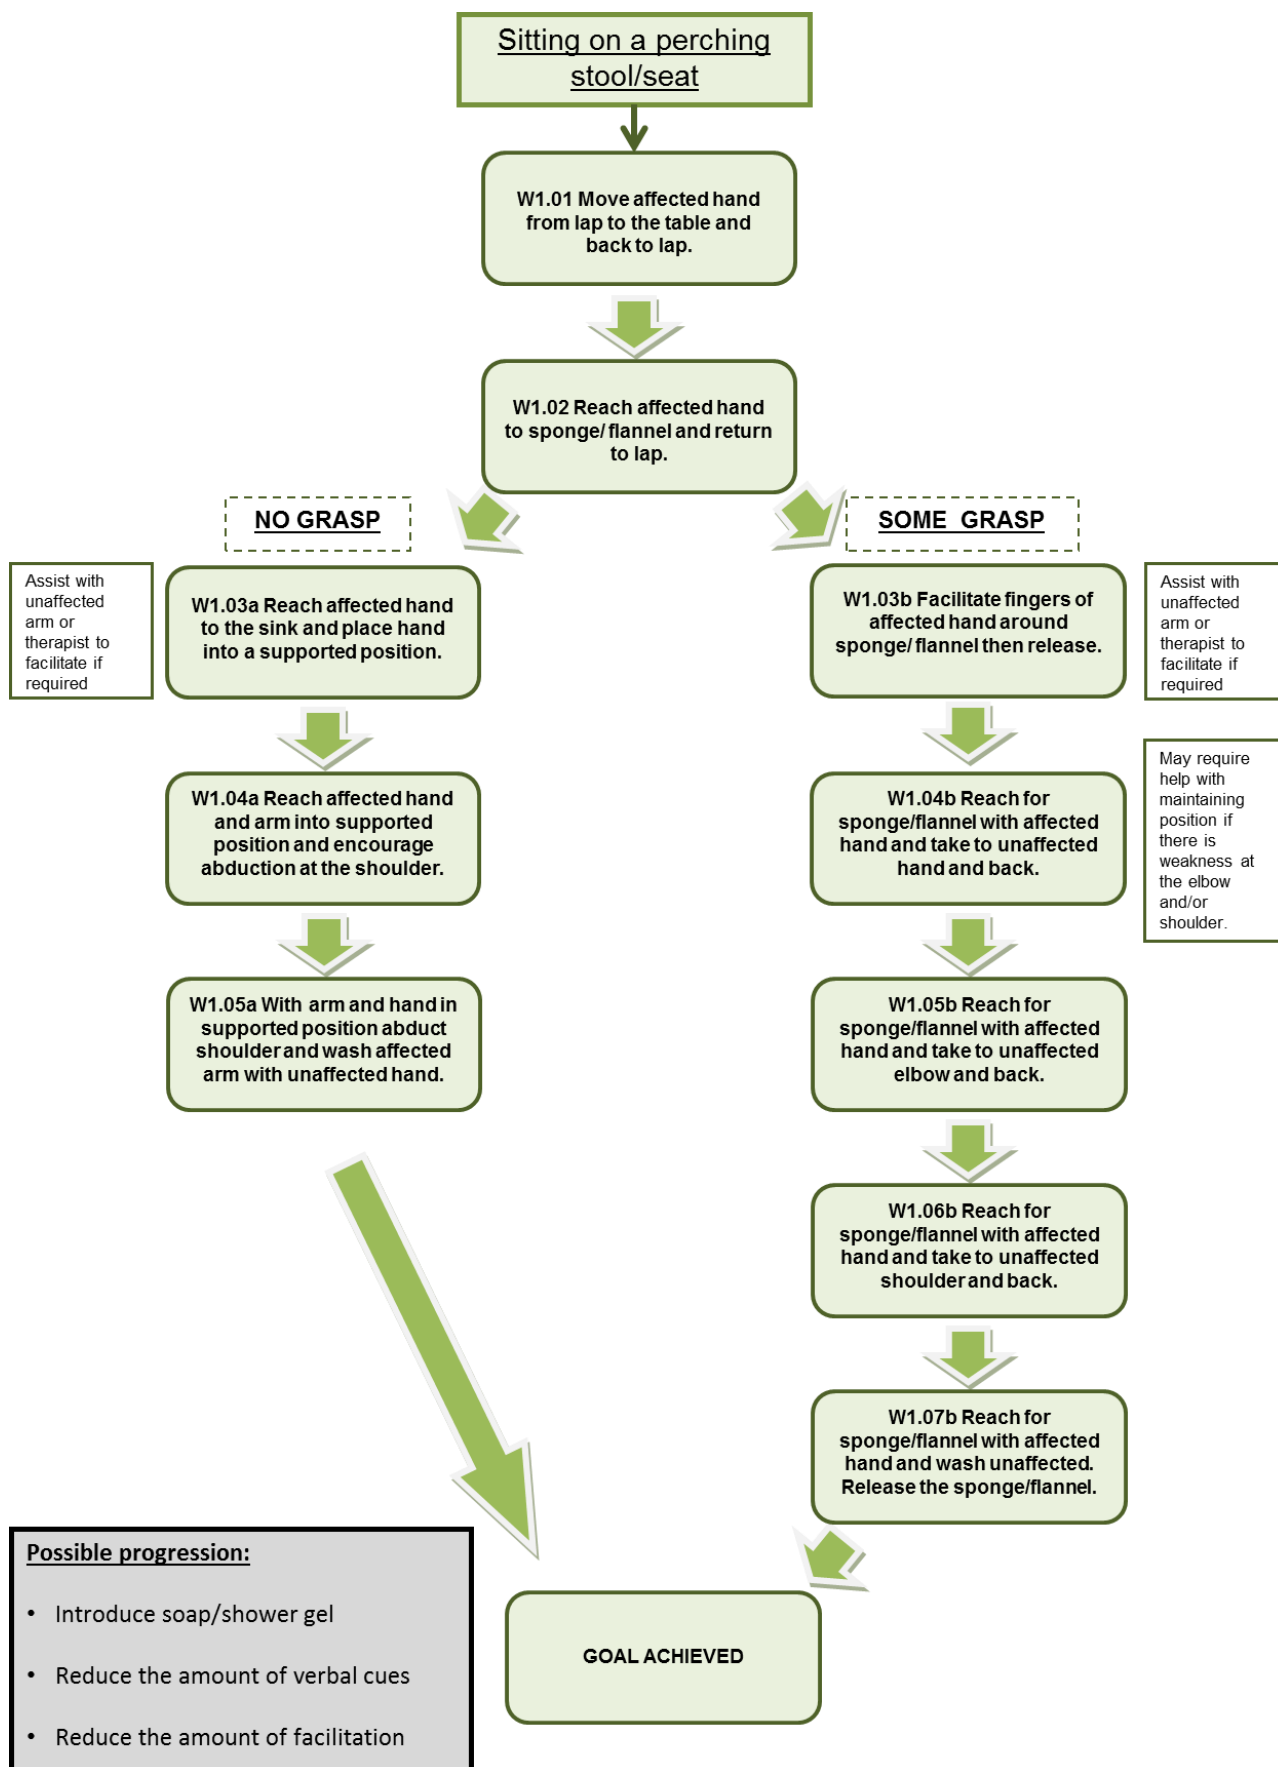 Sitting on a perching
stool/seat
W1.01 Move affected hand
from lap to the table and
back to lap.
W1.02 Reach affected hand
to sponge/ flannel and return
to lap.
NO GRASP
SOME  GRASP
Assist with
unaffected
arm or
therapist to
facilitate if
required
W1.03a Reach affected hand
to the sink and place hand
into a supported position.
W1.03b Facilitate fingers of
affected hand around
sponge/ flannel then release.
Assist with
unaffected
arm or
therapist to
facilitate if
required
W1.04a Reach affected hand
and arm into supported
position and encourage
abduction at the shoulder.
W1.04b Reach for
sponge/flannel with affected
hand and take to unaffected
hand and back.
May require
help with
maintaining
position if
there is
weakness at
the elbow
and/or
shoulder.
W1.05a With arm and hand in
supported position abduct
shoulder and wash affected
arm with unaffected hand.
W1.05b Reach for
sponge/flannel with affected
hand and take to unaffected
elbow and back.
W1.06b Reach for
sponge/flannel with affected
hand and take to unaffected
shoulder and back.
W1.07b Reach for
sponge/flannel with affected
hand and wash unaffected.
Release the sponge/flannel.
Possible progression:
• Introduce soap/shower gel
• Reduce the amount of verbal cues
• Reduce the amount of facilitation
GOAL ACHIEVED